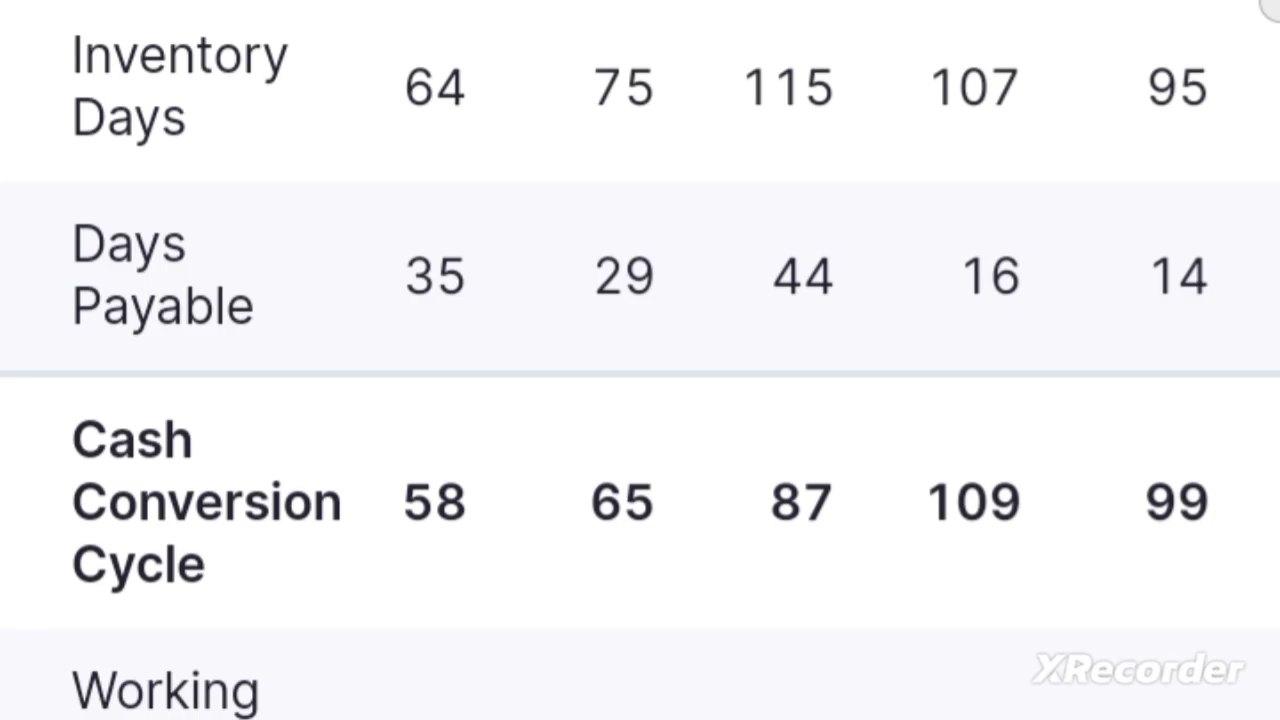 Inventory
Days 64 75 115 107 95
Days
Payable 35 29 44 16 14
Cash
Conversion 58 65 87 109 99
Cycle
Working
XRecorder